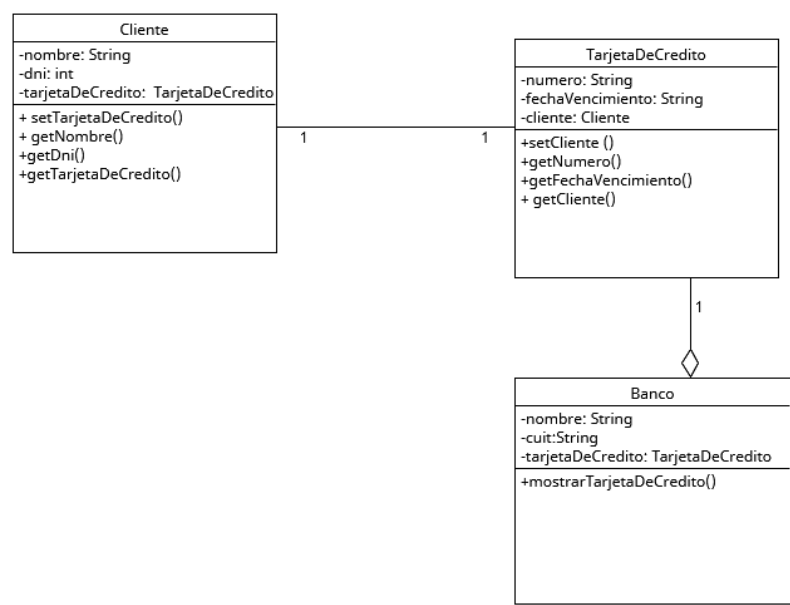 Cliente
-nombre: String
-dni: int
-tarjetaDeCredito: TarjetaDeCredito
+ setTarjetaDeCredito()
+ getNombre()
+getDni()
+getTarjetaDeCredito()
1
1
TarjetaDeCredito
-numero: String
-fechaVencimiento: String
-cliente: Cliente
+setCliente ()
+getNumero()
+getFechaVencimiento()
+ getCliente()
1
Banco
-nombre: String
-cuit:String
-tarjetaDeCredito: TarjetaDeCredito
+mostrarTarjetaDeCredito()